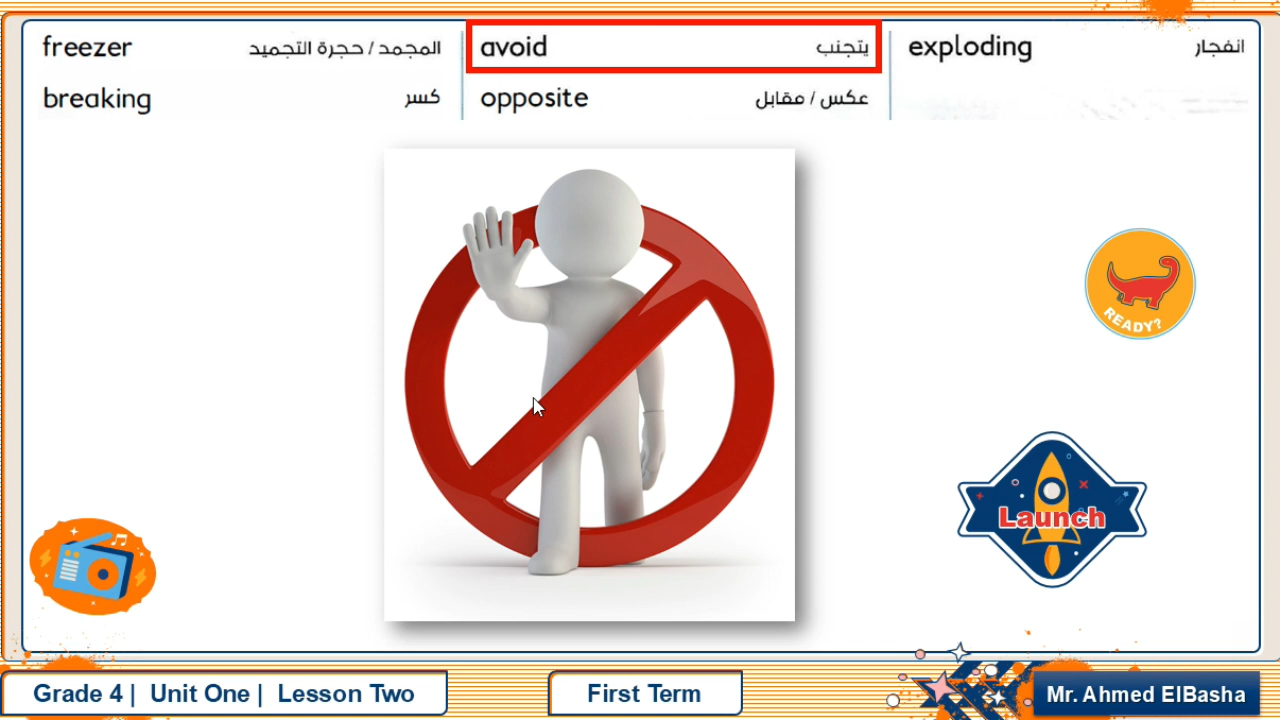 freezer المجمد / حجرة التجميد
breaking كسر
avoid يتجنب
opposite عكس / مقابل
exploding انفجار
READY?
Launch
Grade 4 | Unit One | Lesson Two
First Term
Mr. Ahmed ElBasha